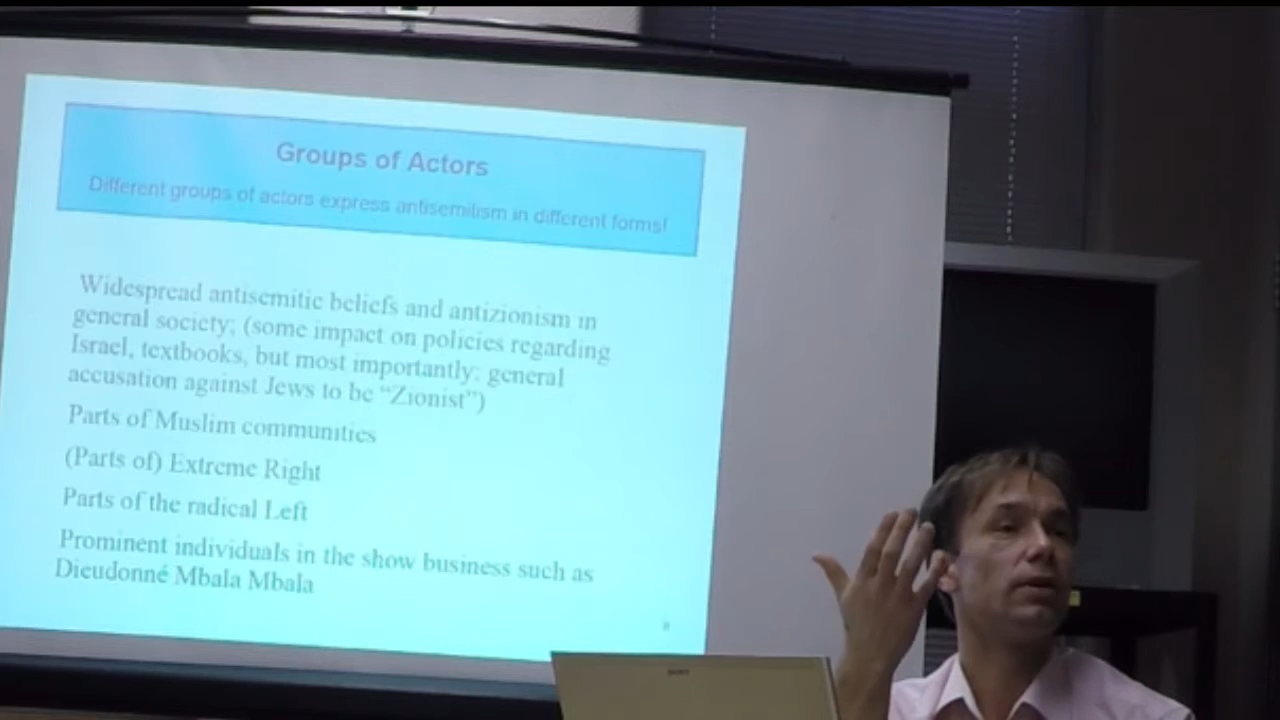 Groups of Actors
Different groups of actors express antisemitism in different forms!
Widespread antisemitic beliefs and antizionism in
general society; (some impact on policies regarding
Israel, textbooks, but most importantly: general
accusation against Jews to be “Zionist”)
Parts of Muslim communities
(Parts of) Extreme Right
Parts of the radical Left
Prominent individuals in the show business such as
Dieudonné Mbala Mbala
SONY